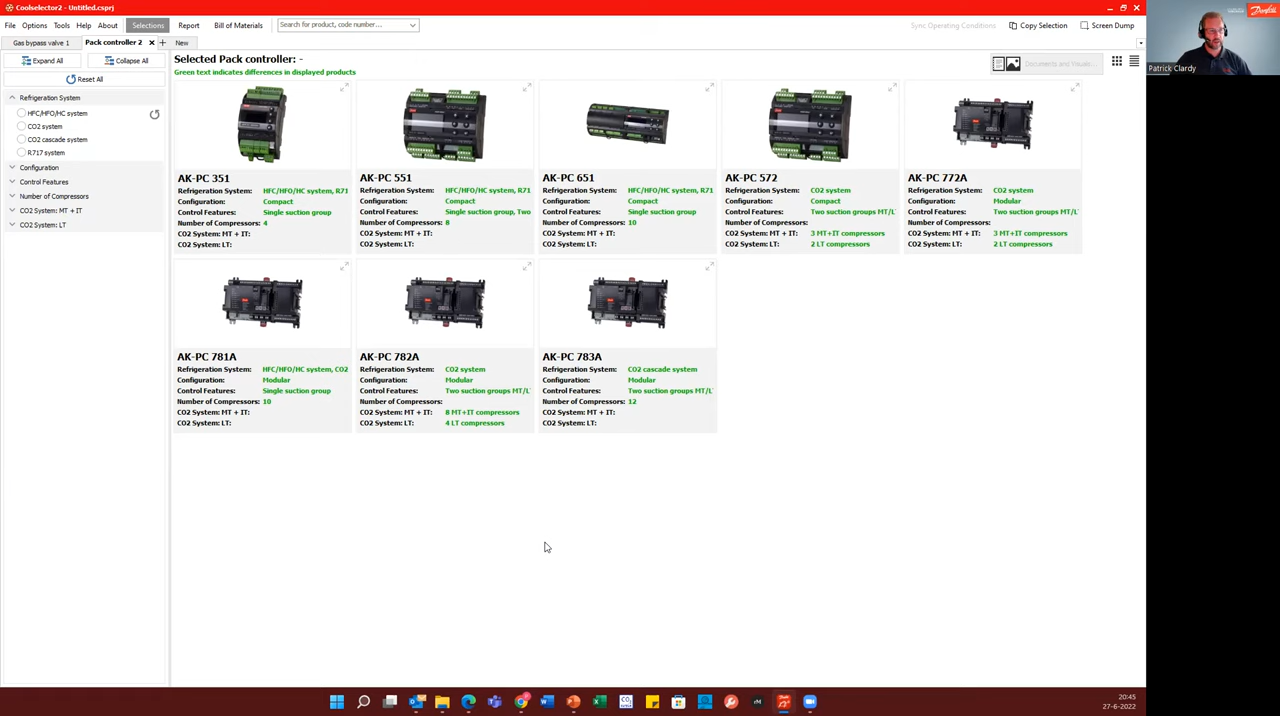 Coolselector2 - Untitled.csprj
File Options Tools Help About Selections Report Bill of Materials Search for product, code number... Sync Operating Conditions Copy Selection Screen Dump
Gas bypass valve 1 Pack controller 2 New
Expand All Collapse All
Reset All
Refrigeration System
HFC/HFO/HC system
CO2 system
CO2 cascade system
R717 system
Configuration
Control Features
Number of Compressors
CO2 System: MT + IT
CO2 System: LT
Selected Pack controller: -
Green text indicates differences in displayed products
Documents and Visuals...
AK-PC 351
Refrigeration System: HFC/HFO/HC system, R71
Configuration: Compact
Control Features: Single suction group
Number of Compressors: 4
CO2 System: MT + IT:
CO2 System: LT:
AK-PC 551
Refrigeration System: HFC/HFO/HC system, R71
Configuration: Compact
Control Features: Single suction group, Two
Number of Compressors: 8
CO2 System: MT + IT:
CO2 System: LT:
AK-PC 651
Refrigeration System: HFC/HFO/HC system, R71
Configuration: Compact
Control Features: Single suction group
Number of Compressors: 10
CO2 System: MT + IT:
CO2 System: LT:
AK-PC 572
Refrigeration System: CO2 system
Configuration: Compact
Control Features: Two suction groups MT/L
Number of Compressors:
CO2 System: MT + IT: 3 MT+IT compressors
CO2 System: LT: 2 LT compressors
AK-PC 772A
Refrigeration System: CO2 system
Configuration: Modular
Control Features: Two suction groups MT/L
Number of Compressors:
CO2 System: MT + IT: 3 MT+IT compressors
CO2 System: LT: 2 LT compressors
AK-PC 781A
Refrigeration System: HFC/HFO/HC system, CO2
Configuration: Modular
Control Features: Single suction group
Number of Compressors: 10
CO2 System: MT + IT:
CO2 System: LT:
AK-PC 782A
Refrigeration System: CO2 system
Configuration: Modular
Control Features: Two suction groups MT/L
Number of Compressors:
CO2 System: MT + IT: 8 MT+IT compressors
CO2 System: LT: 4 LT compressors
AK-PC 783A
Refrigeration System: CO2 cascade system
Configuration: Modular
Control Features: Two suction groups MT/L
Number of Compressors: 12
CO2 System: MT + IT:
CO2 System: LT:
Danfoss
Patrick Clardy
20:45
27-6-2022